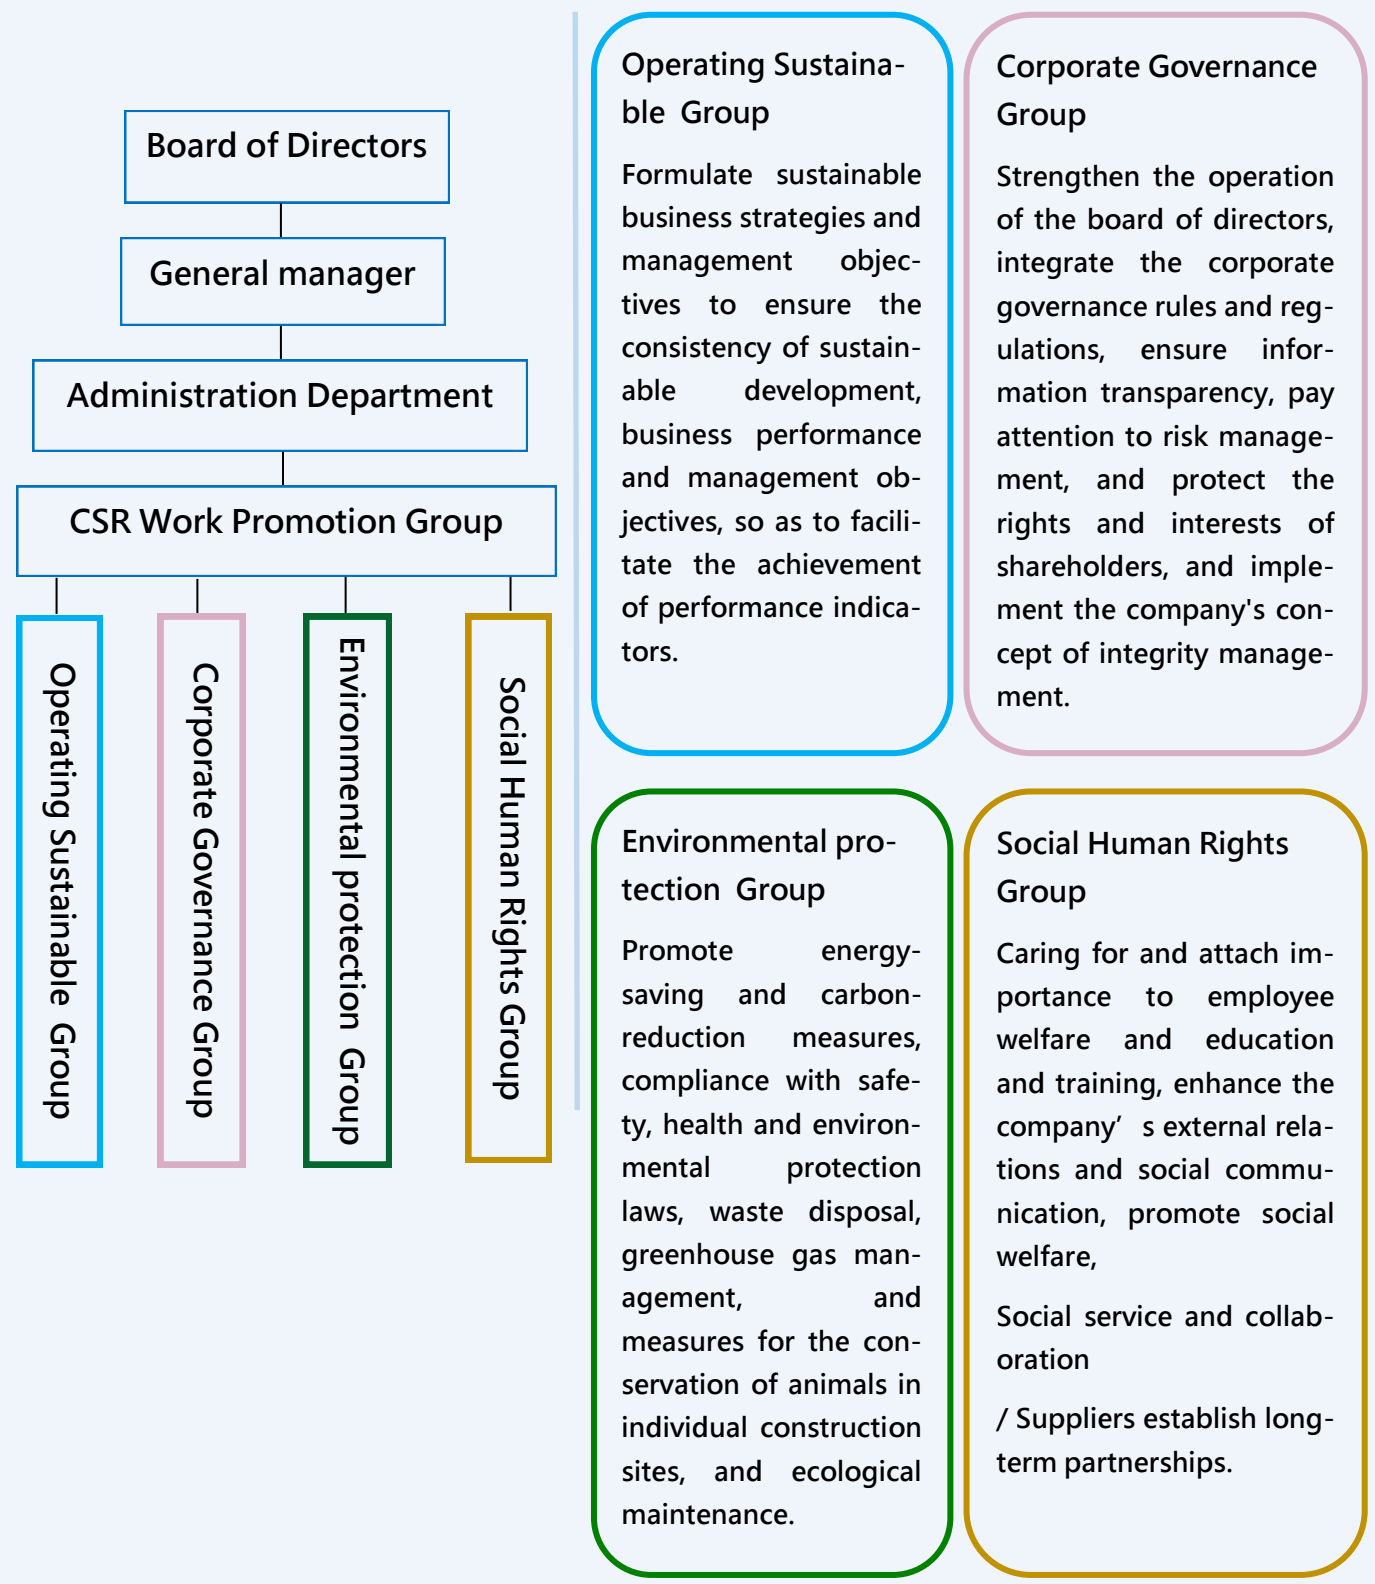 Board of Directors
General manager
Administration Department
CSR Work Promotion Group
Operating Sustainable Group
Corporate Governance Group
Environmental protection Group
Social Human Rights Group
Operating Sustaina-
ble Group
Formulate sustainable
business strategies and
management objec-
tives to ensure the
consistency of sustain-
able development,
business performance
and management ob-
jectives, so as to facili-
tate the achievement
of performance indica-
tors.
Corporate Governance
Group
Strengthen the operation
of the board of directors,
integrate the corporate
governance rules and reg-
ulations, ensure infor-
mation transparency, pay
attention to risk manage-
ment, and protect the
rights and interests of
shareholders, and imple-
ment the company's con-
cept of integrity manage-
ment.
Environmental pro-
tection Group
Promote energy-
saving and carbon-
reduction measures,
compliance with safe-
ty, health and environ-
mental protection
laws, waste disposal,
greenhouse gas man-
agement, and
measures for the con-
servation of animals in
individual construction
sites, and ecological
maintenance.
Social Human Rights
Group
Caring for and attach im-
portance to employee
welfare and education
and training, enhance the
company’ s external rela-
tions and social commu-
nication, promote social
welfare,
Social service and collab-
oration
/ Suppliers establish long-
term partnerships.